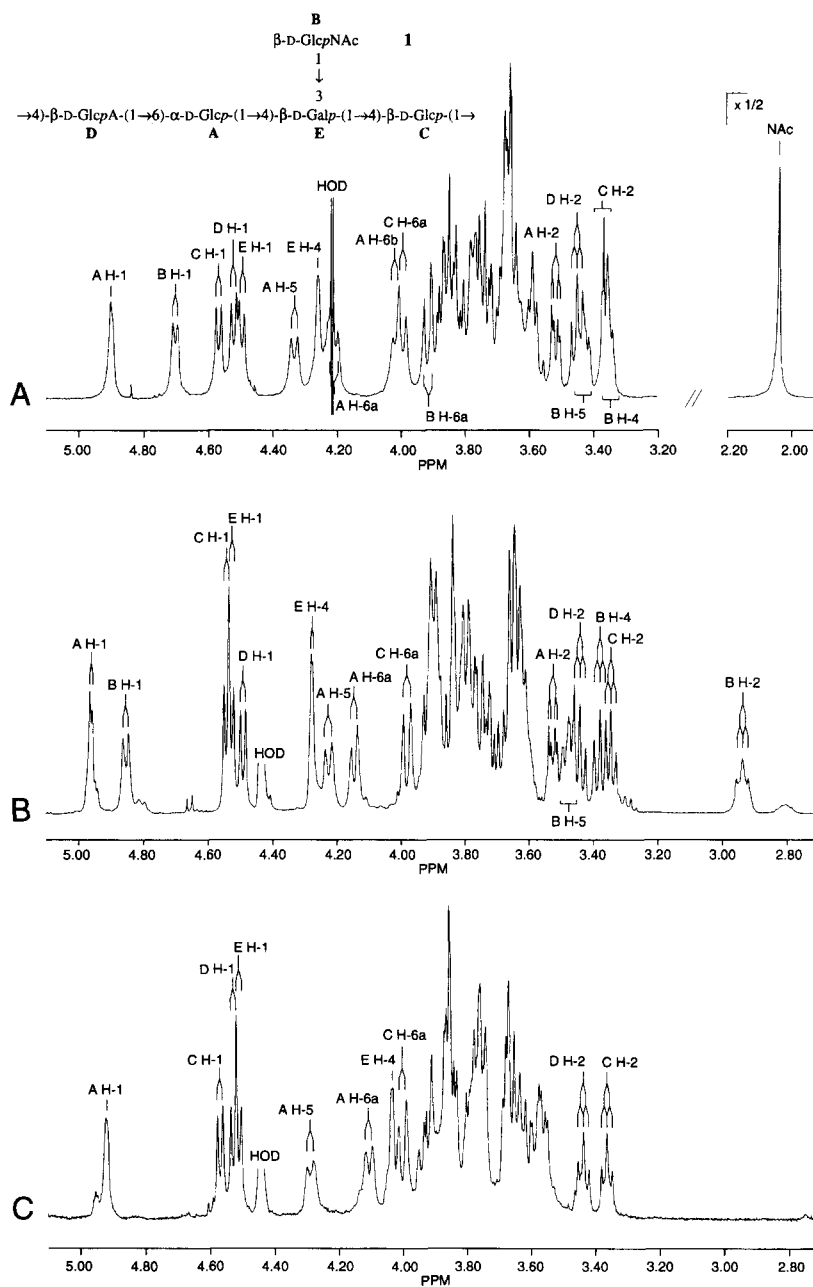 B
β-D-GlcpNAc 1
1
↓
3
→4)-β-D-GlcpA-(1→6)-α-D-Glcp-(1→4)-β-D-Galp-(1→4)-β-D-Glcp-(1→
D A E C
x 1/2
NAc
HOD
C H-2
D H-2
C H-6a
A H-6b
A H-2
D H-1
E H-4
C H-1
E H-1
A H-1
B H-1
A H-5
A
A H-6a
B H-6a
B H-5
B H-4
5.00 4.80 4.60 4.40 4.20 4.00 3.80 3.60 3.40 3.20 2.20 2.00
PPM
PPM
E H-1
C H-1
E H-4
D H-2
B H-4
C H-2
A H-1
D H-1
C H-6a
A H-6a
A H-2
B H-1
A H-5
B H-2
HOD
B
B H-5
5.00 4.80 4.60 4.40 4.20 4.00 3.80 3.60 3.40 3.20 3.00 2.80
PPM
E H-1
D H-1
C H-6a
D H-2
C H-2
C H-1
E H-4
A H-1
A H-6a
A H-5
HOD
C
5.00 4.80 4.60 4.40 4.20 4.00 3.80 3.60 3.40 3.20 3.00 2.80
PPM